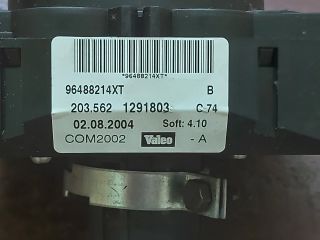 *96488214XT*
96488214XT B
203.562 1291803 C 74
02.08.2004 Soft: 4.10
COM2002 Valeo - A